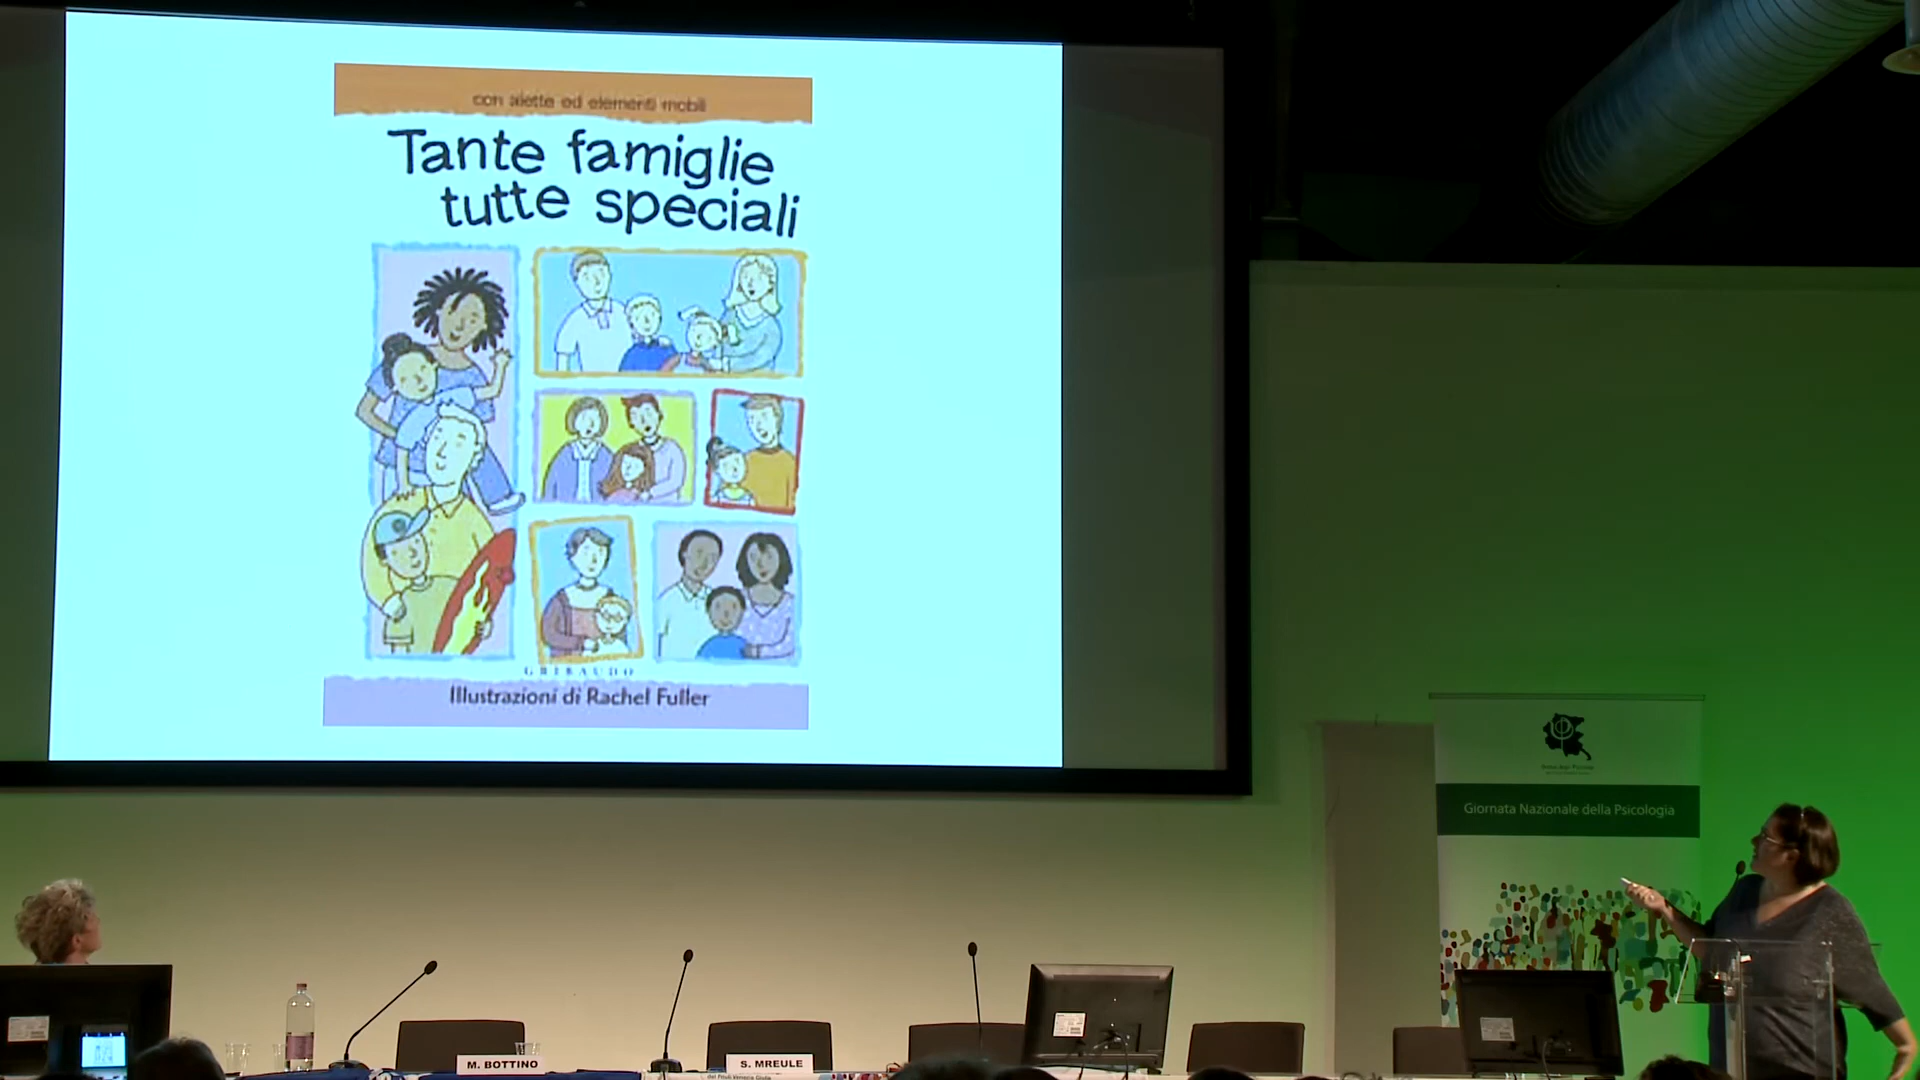 con alette ed elementi mobili
Tante famiglie
tutte speciali
GRIBAUDO
Illustrazioni di Rachel Fuller
Giornata Nazionale della Psicologia
M. BOTTINO
S. MREULE